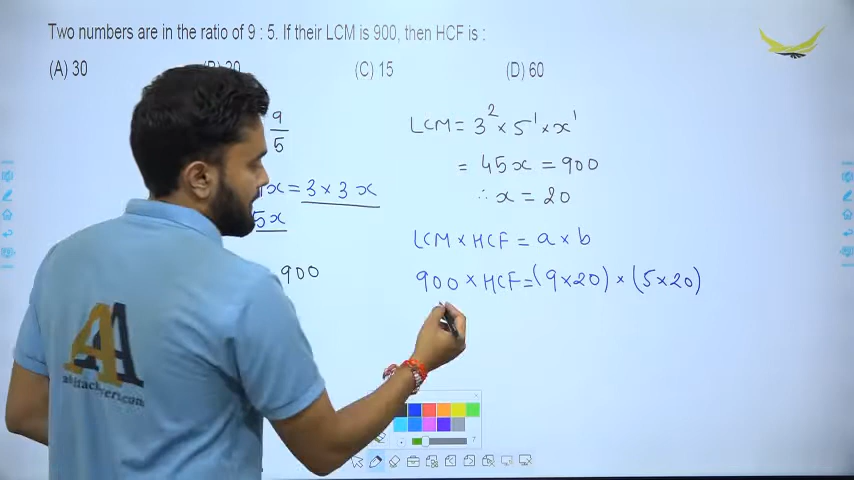 Two numbers are in the ratio of 9 : 5. If their LCM is 900, then HCF is :
(A) 30
(C) 15
(D) 60
9
5
x = 3 × 3 x
5x
900
LCM = 3² × 5¹ × x¹
= 45x = 900
∴ x = 20
LCM × HCF = a × b
900 × HCF = (9×20) × (5×20)
7